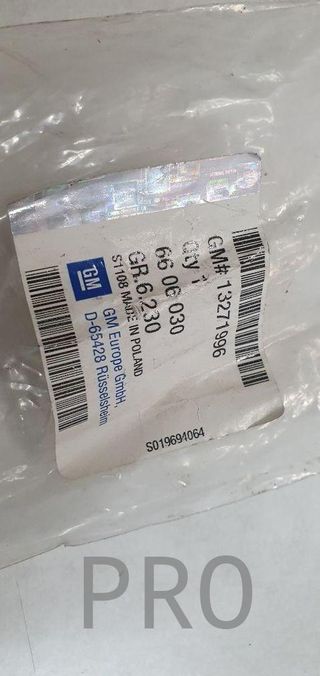 GM# 13271996
Qty 1
66 06 030
GR.6.230
S1108 MADE IN POLAND
GM
GM Europe GmbH,
D-65428 Rüsselsheim
S019694064
PRO